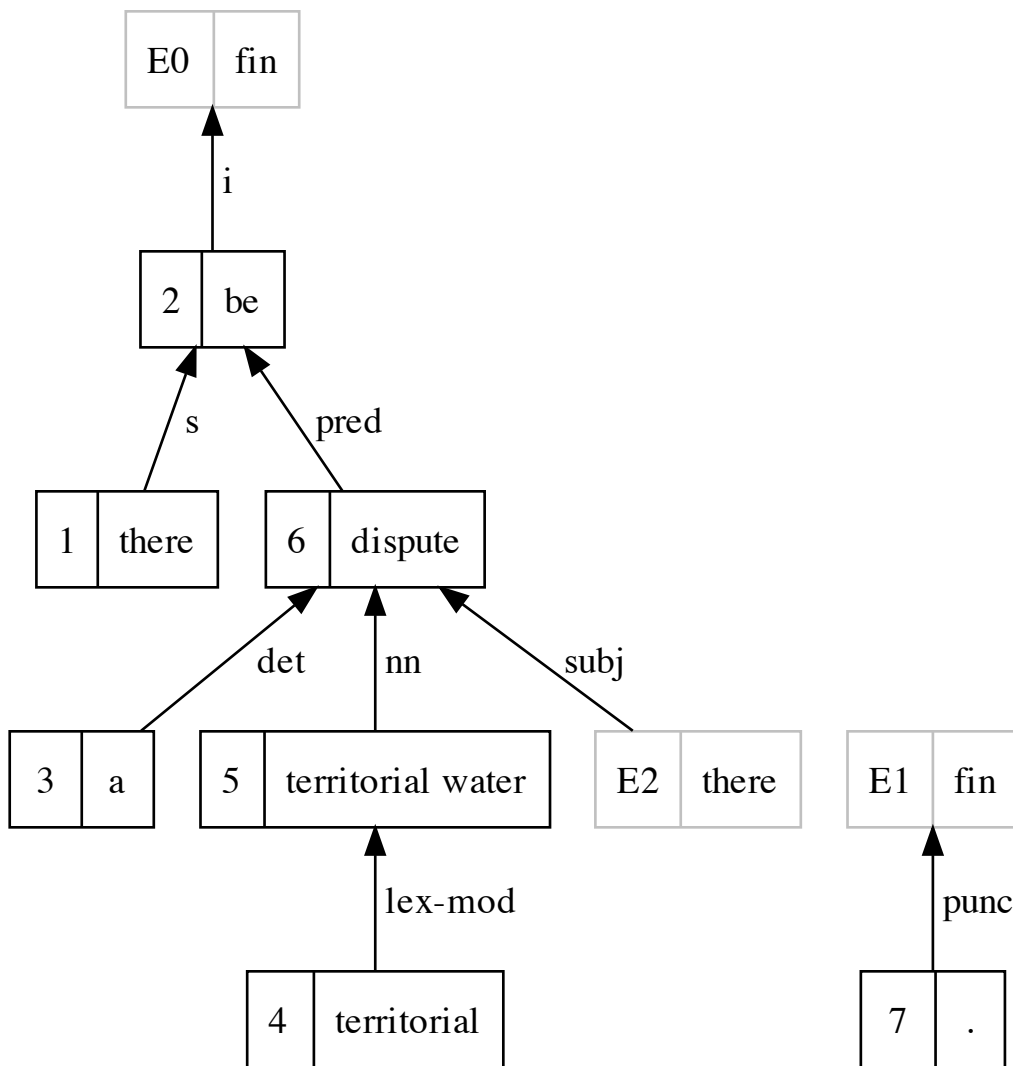 E0 fin
i
2 be
s pred
1 there 6 dispute
det nn subj
3 a 5 territorial water E2 there E1 fin
lex-mod punc
4 territorial 7 .